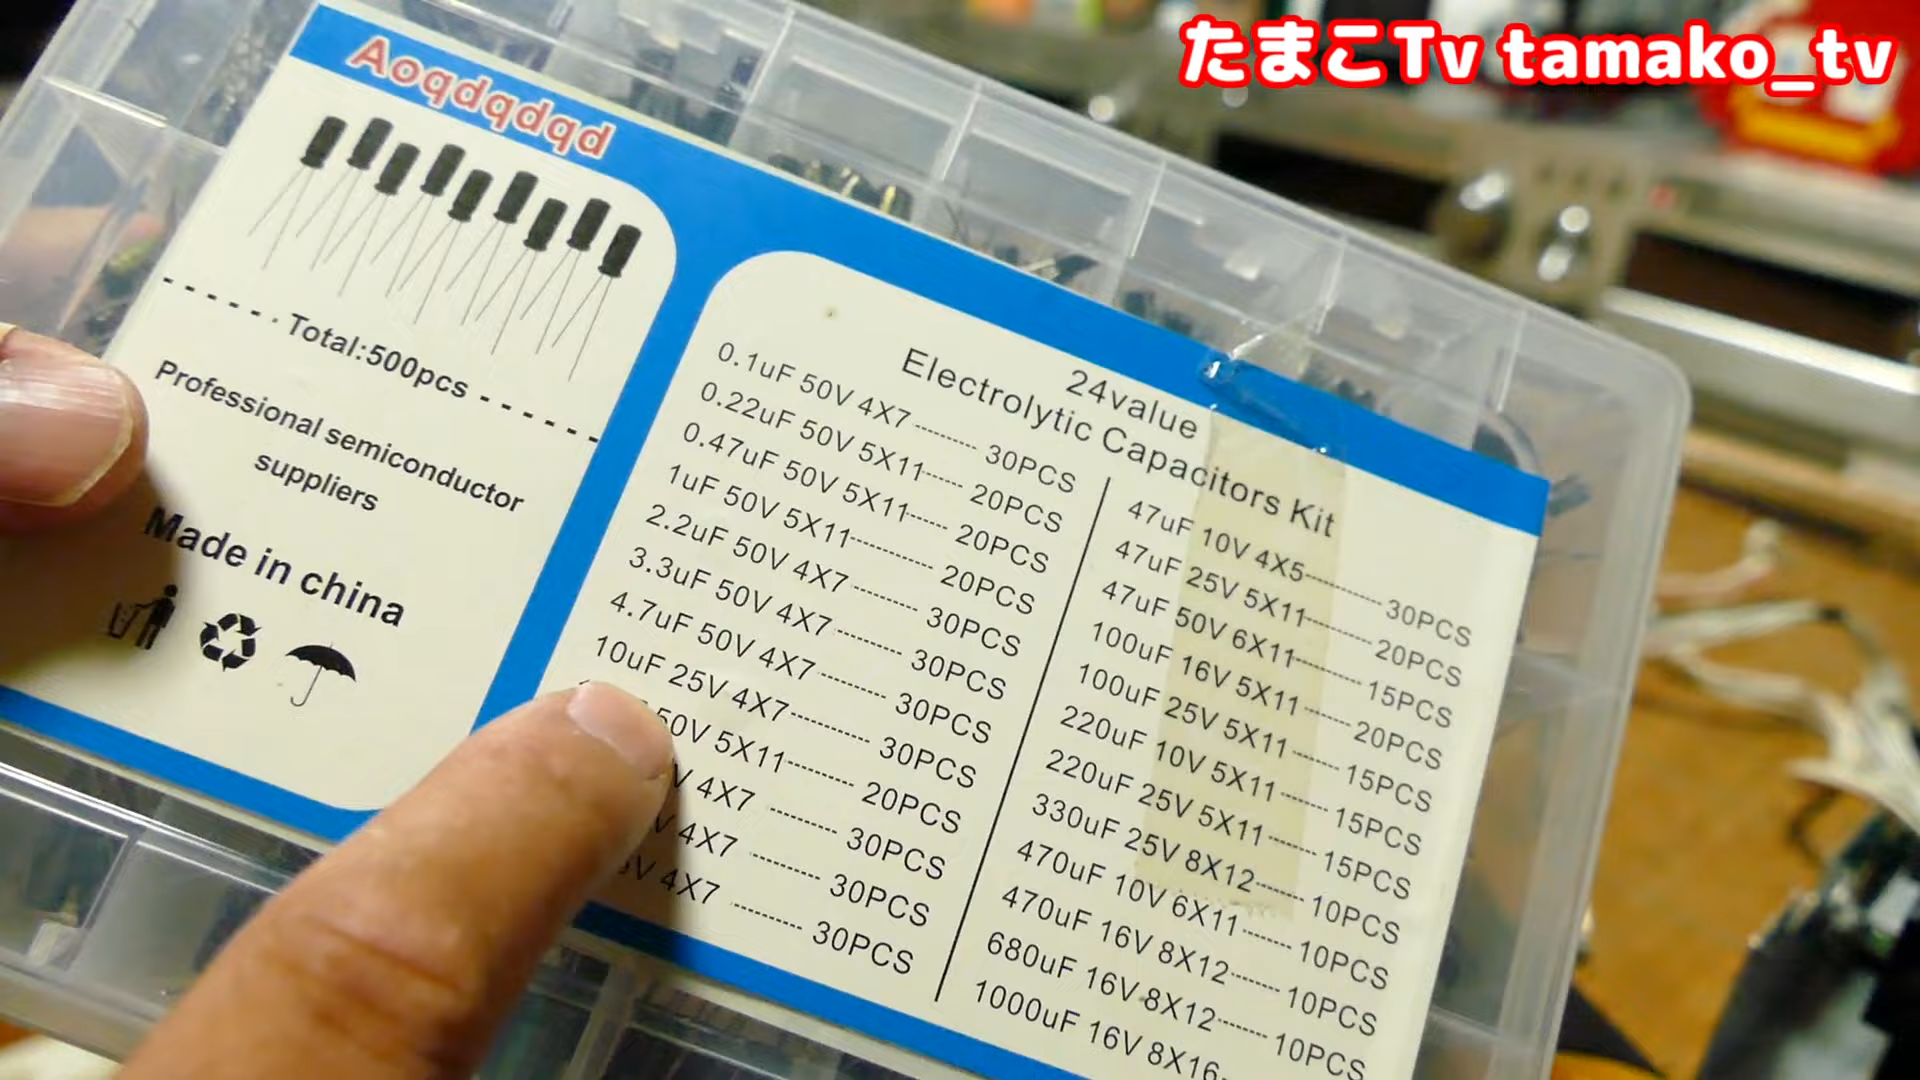 たまこTv tamako_tv
Aoqdqdqd
Total:500pcs
Professional semiconductor
suppliers
Made in china
24value
Electrolytic Capacitors Kit
0.1uF 50V 4X7--------- 30PCS
0.22uF 50V 5X11----- 20PCS
0.47uF 50V 5X11----- 20PCS
1uF 50V 5X11----------- 20PCS
2.2uF 50V 4X7--------- 30PCS
3.3uF 50V 4X7--------- 30PCS
4.7uF 50V 4X7--------- 30PCS
10uF 25V 4X7----------- 30PCS
50V 5X11--------- 20PCS
4X7 --------- 30PCS
4X7 --------- 30PCS
4X7 --------- 30PCS
47uF 10V 4X5-----------30PCS
47uF 25V 5X11--------- 20PCS
47uF 50V 6X11--------- 15PCS
100uF 16V 5X11------- 20PCS
100uF 25V 5X11------- 15PCS
220uF 10V 5X11------- 15PCS
220uF 25V 5X11------- 15PCS
330uF 25V 8X12------- 10PCS
470uF 10V 6X11------- 10PCS
470uF 16V 8X12------- 10PCS
680uF 16V 8X12------- 10PCS
1000uF 16V 8X16